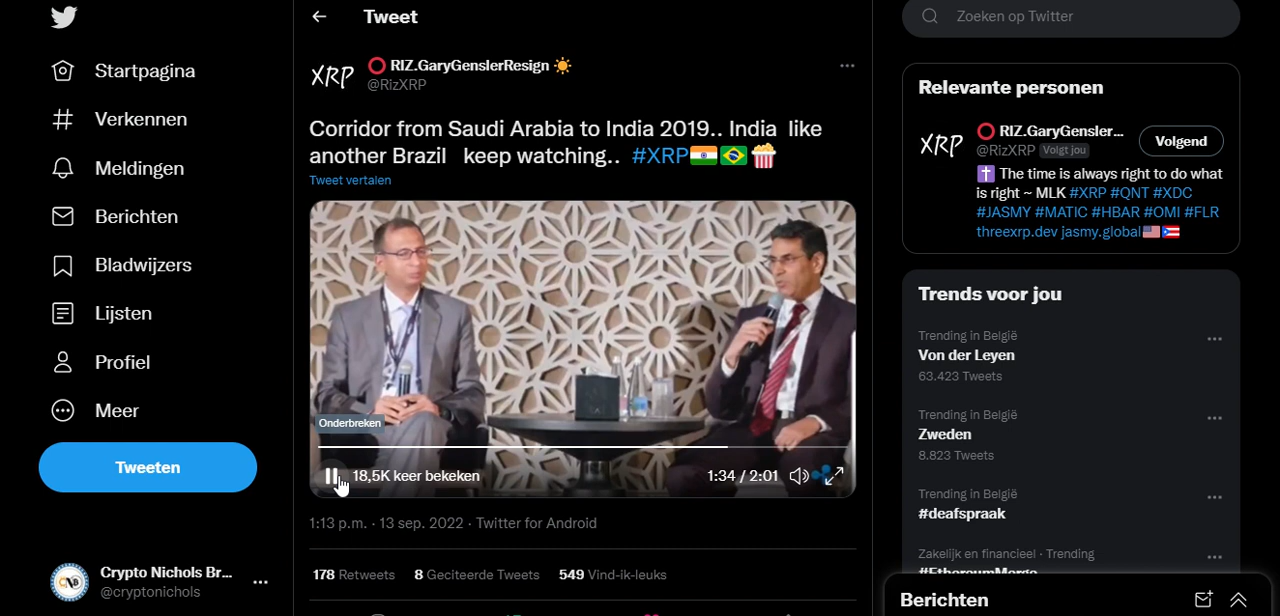 Startpagina
Verkennen
Meldingen
Berichten
Bladwijzers
Lijsten
Profiel
Meer
Tweeten
Crypto Nichols Br...
@cryptonichols
Tweet
XRP
RIZ.GaryGenslerResign
@RizXRP
Corridor from Saudi Arabia to India 2019.. India like
another Brazil keep watching.. #XRP
Tweet vertalen
Onderbreken
18,5K keer bekeken
1:34 / 2:01
1:13 p.m. · 13 sep. 2022 · Twitter for Android
178 Retweets 8 Geciteerde Tweets 549 Vind-ik-leuks
Zoeken op Twitter
Relevante personen
XRP
RIZ.GaryGensler...
@RizXRP Volgt jou
Volgend
The time is always right to do what
is right ~ MLK #XRP #QNT #XDC
#JASMY #MATIC #HBAR #OMI #FLR
threexrp.dev jasmy.global
Trends voor jou
Trending in België
Von der Leyen
63.423 Tweets
Trending in België
Zweden
8.823 Tweets
Trending in België
#deafspraak
Zakelijk en financieel · Trending
#EthereumMerge
Berichten